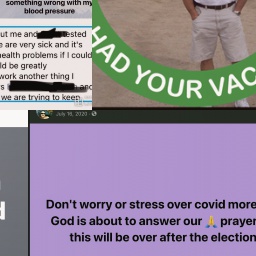 something wrong with my
blood pressure
ut me and
ested
e are very sick and it's
health problems if I could
ld be greatly
work another thing I
we are trying to keep
HAD YOUR VAC
July 16, 2020
Don't worry or stress over covid more
God is about to answer our 🙏 prayer
this will be over after the election